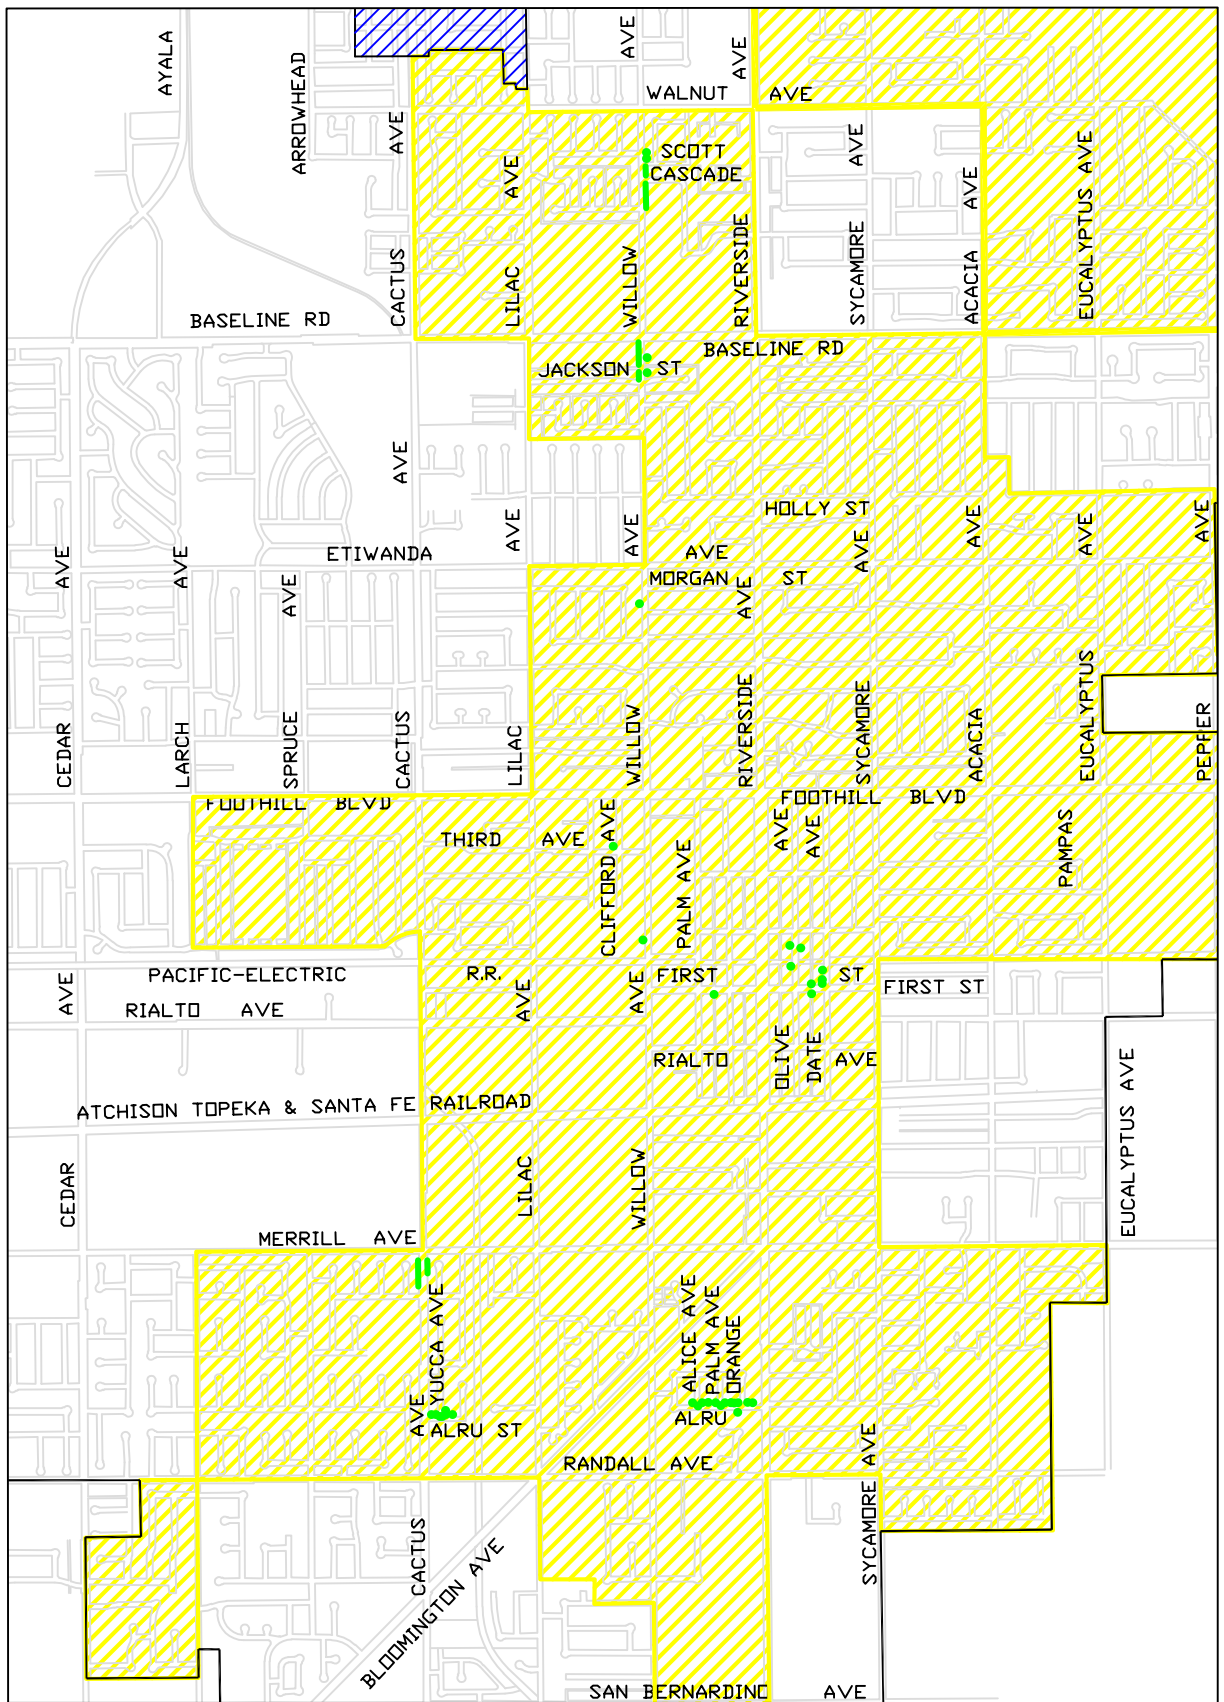 AYALA
ARROWHEAD
AVE
AVE
AVE
WALNUT AVE
AVE
AVE
AVE
EUCALYPTUS AVE
SCOTT
CASCADE
CACTUS
LILAC
WILLOW
RIVERSIDE
SYCAMORE
ACACIA
BASELINE RD
BASELINE RD
JACKSON ST
AVE
AVE
AVE
HOLLY ST
AVE
AVE
AVE
AVE
ETIWANDA AVE
AVE
AVE
AVE
MORGAN ST
AVE
CEDAR
LARCH
SPRUCE
CACTUS
LILAC
WILLOW
RIVERSIDE
SYCAMORE
ACACIA
EUCALYPTUS
PEPPER
FOOTHILL BLVD
FOOTHILL BLVD
THIRD AVE
CLIFFORD AVE
PALM AVE
AVE
AVE
PAMPAS
PACIFIC-ELECTRIC R.R.
FIRST ST
FIRST ST
AVE
AVE
AVE
RIALTO AVE
RIALTO AVE
OLIVE
DATE
EUCALYPTUS AVE
ATCHISON TOPEKA & SANTA FE RAILROAD
CEDAR
LILAC
WILLOW
MERRILL AVE
YUCCA AVE
ALICE AVE
PALM AVE
ORANGE
AVE
ALRU ST
ALRU
AVE
RANDALL AVE
CACTUS
SYCAMORE
BLOOMINGTON AVE
SAN BERNARDINO AVE